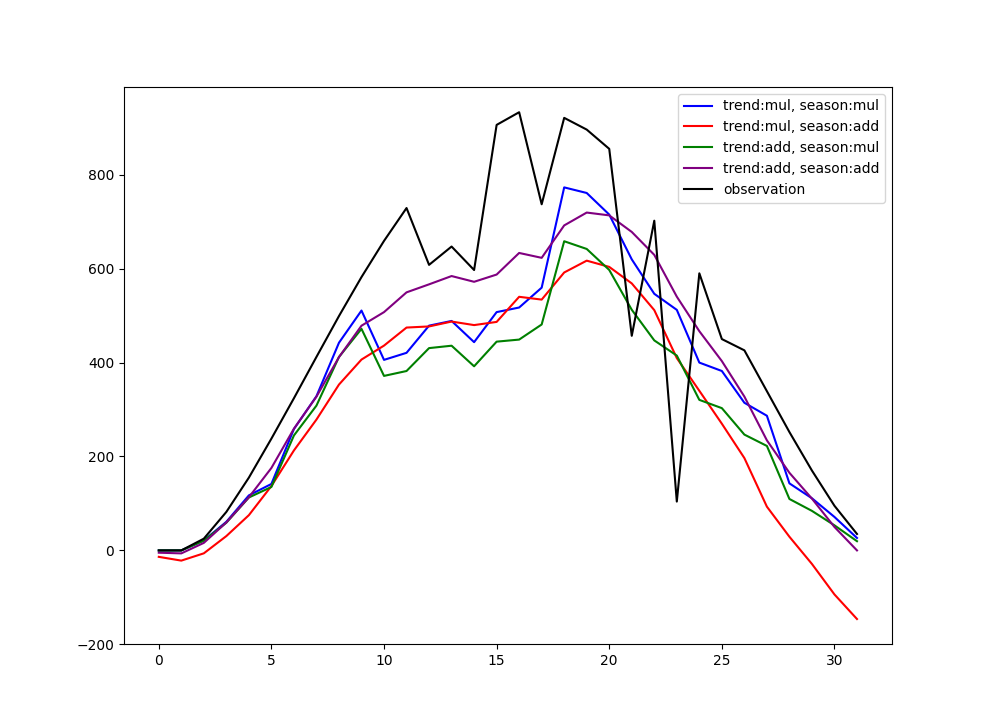 trend:mul, season:mul
trend:mul, season:add
trend:add, season:mul
trend:add, season:add
observation
800
600
400
200
0
−200
0 5 10 15 20 25 30